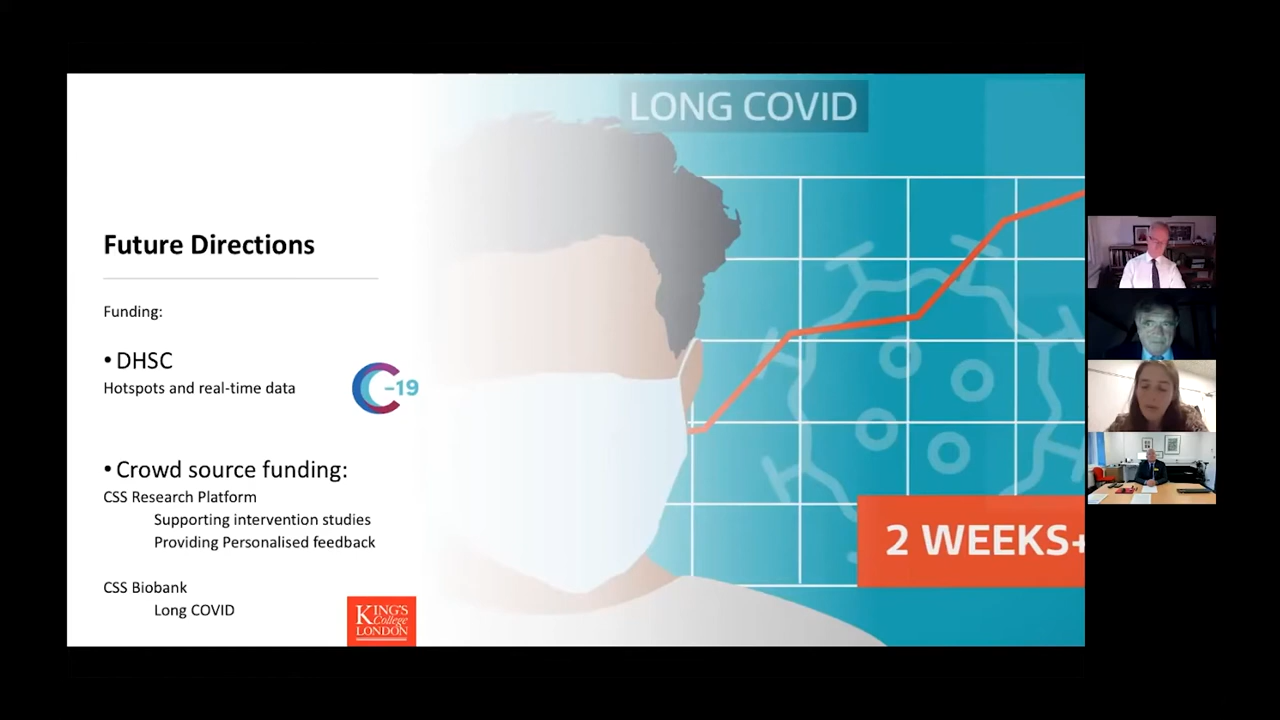 LONG COVID
Future Directions
Funding:
• DHSC
Hotspots and real-time data
C-19
• Crowd source funding:
CSS Research Platform
Supporting intervention studies
Providing Personalised feedback
2 WEEKS+
CSS Biobank
Long COVID
KING'S
College
LONDON